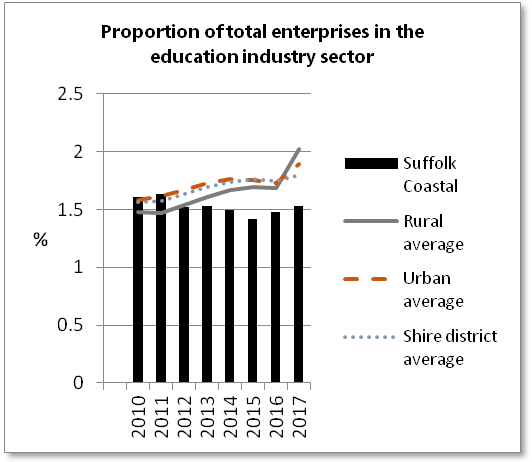 Proportion of total enterprises in the
education industry sector
2.5
2
1.5
1
0.5
0
%
2010
2011
2012
2013
2014
2015
2016
2017
Suffolk
Coastal
Rural
average
Urban
average
Shire district
average